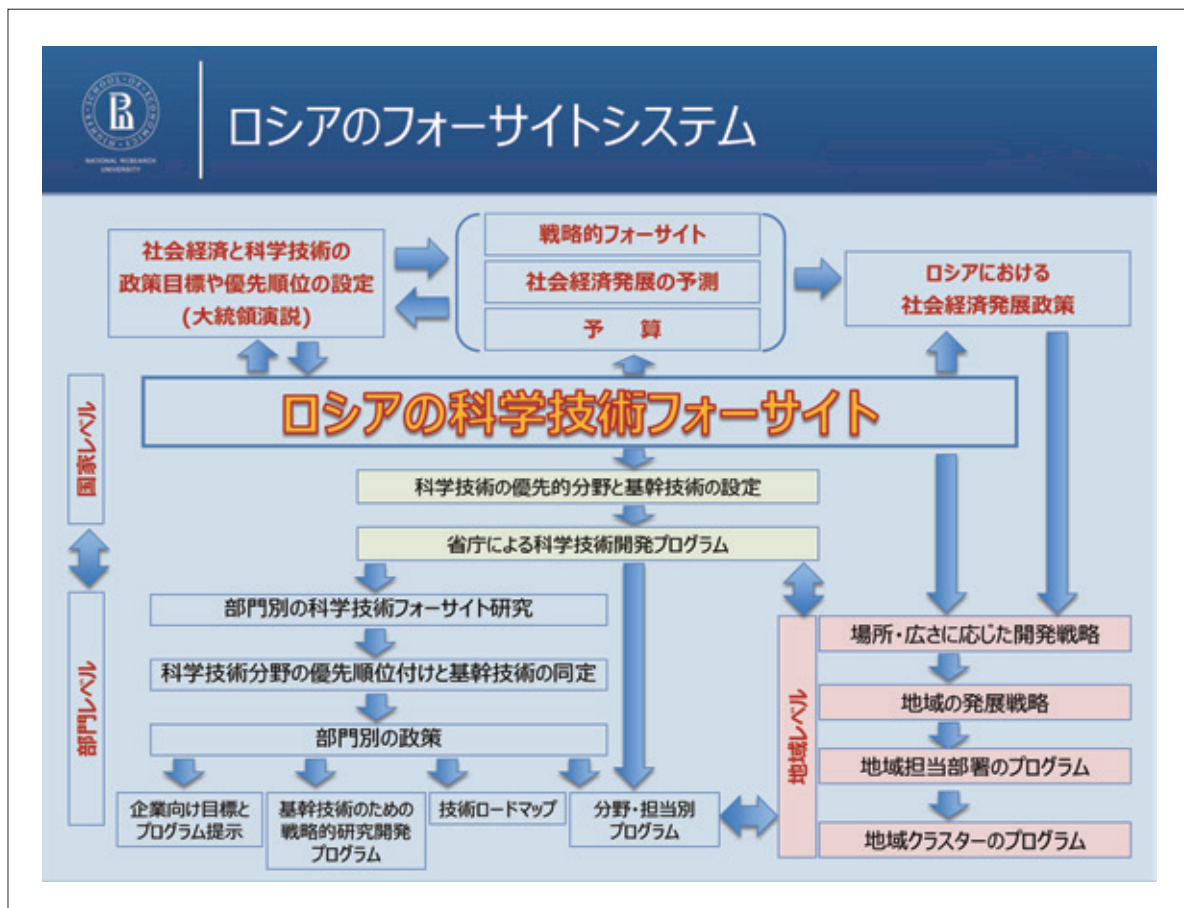 HIGHER SCHOOL OF ECONOMICS
NATIONAL RESEARCH
UNIVERSITY
ロシアのフォーサイトシステム
社会経済と科学技術の
政策目標や優先順位の設定
(大統領演説)
戦略的フォーサイト
社会経済発展の予測
予　算
ロシアにおける
社会経済発展政策
国家レベル
ロシアの科学技術フォーサイト
科学技術の優先的分野と基幹技術の設定
省庁による科学技術開発プログラム
部門レベル
部門別の科学技術フォーサイト研究
科学技術分野の優先順位付けと基幹技術の同定
部門別の政策
企業向け目標と
プログラム提示
基幹技術のための
戦略的研究開発
プログラム
技術ロードマップ
分野・担当別
プログラム
地域レベル
場所・広さに応じた開発戦略
地域の発展戦略
地域担当部署のプログラム
地域クラスターのプログラム